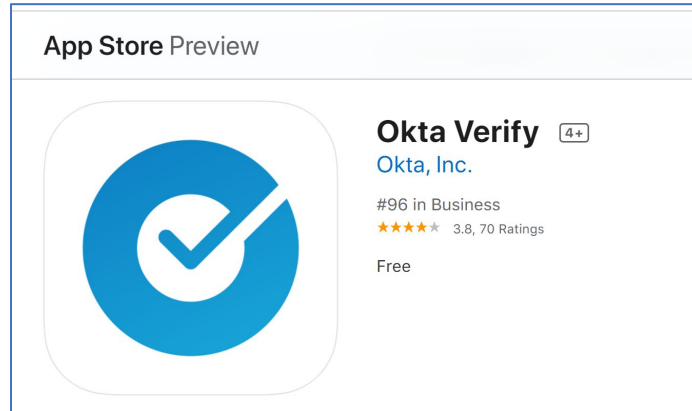 App Store Preview
Okta Verify 4+
Okta, Inc.
#96 in Business
★★★★★ 3.8, 70 Ratings
Free